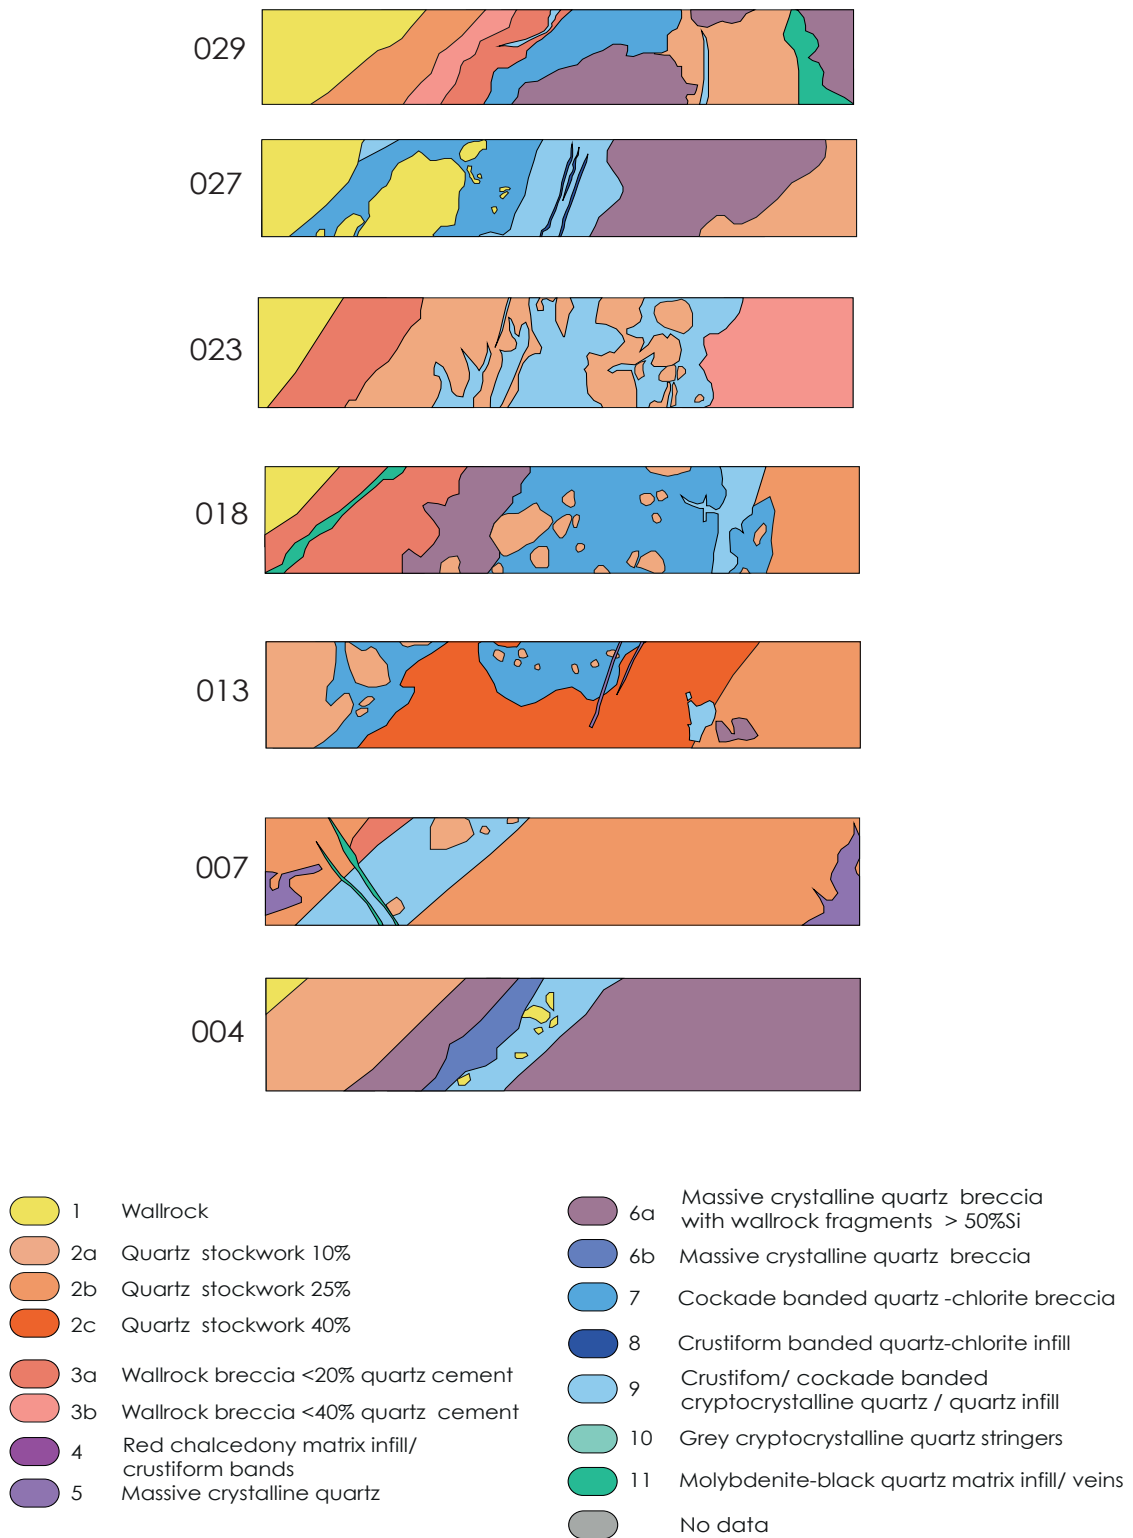 029
027
023
018
013
007
004
1 Wallrock
2a Quartz stockwork 10%
2b Quartz stockwork 25%
2c Quartz stockwork 40%
3a Wallrock breccia <20% quartz cement
3b Wallrock breccia <40% quartz cement
4 Red chalcedony matrix infill/
crustiform bands
5 Massive crystalline quartz
6a Massive crystalline quartz breccia
with wallrock fragments > 50%Si
6b Massive crystalline quartz breccia
7 Cockade banded quartz -chlorite breccia
8 Crustiform banded quartz-chlorite infill
9 Crustifom/ cockade banded
cryptocrystalline quartz / quartz infill
10 Grey cryptocrystalline quartz stringers
11 Molybdenite-black quartz matrix infill/ veins
No data